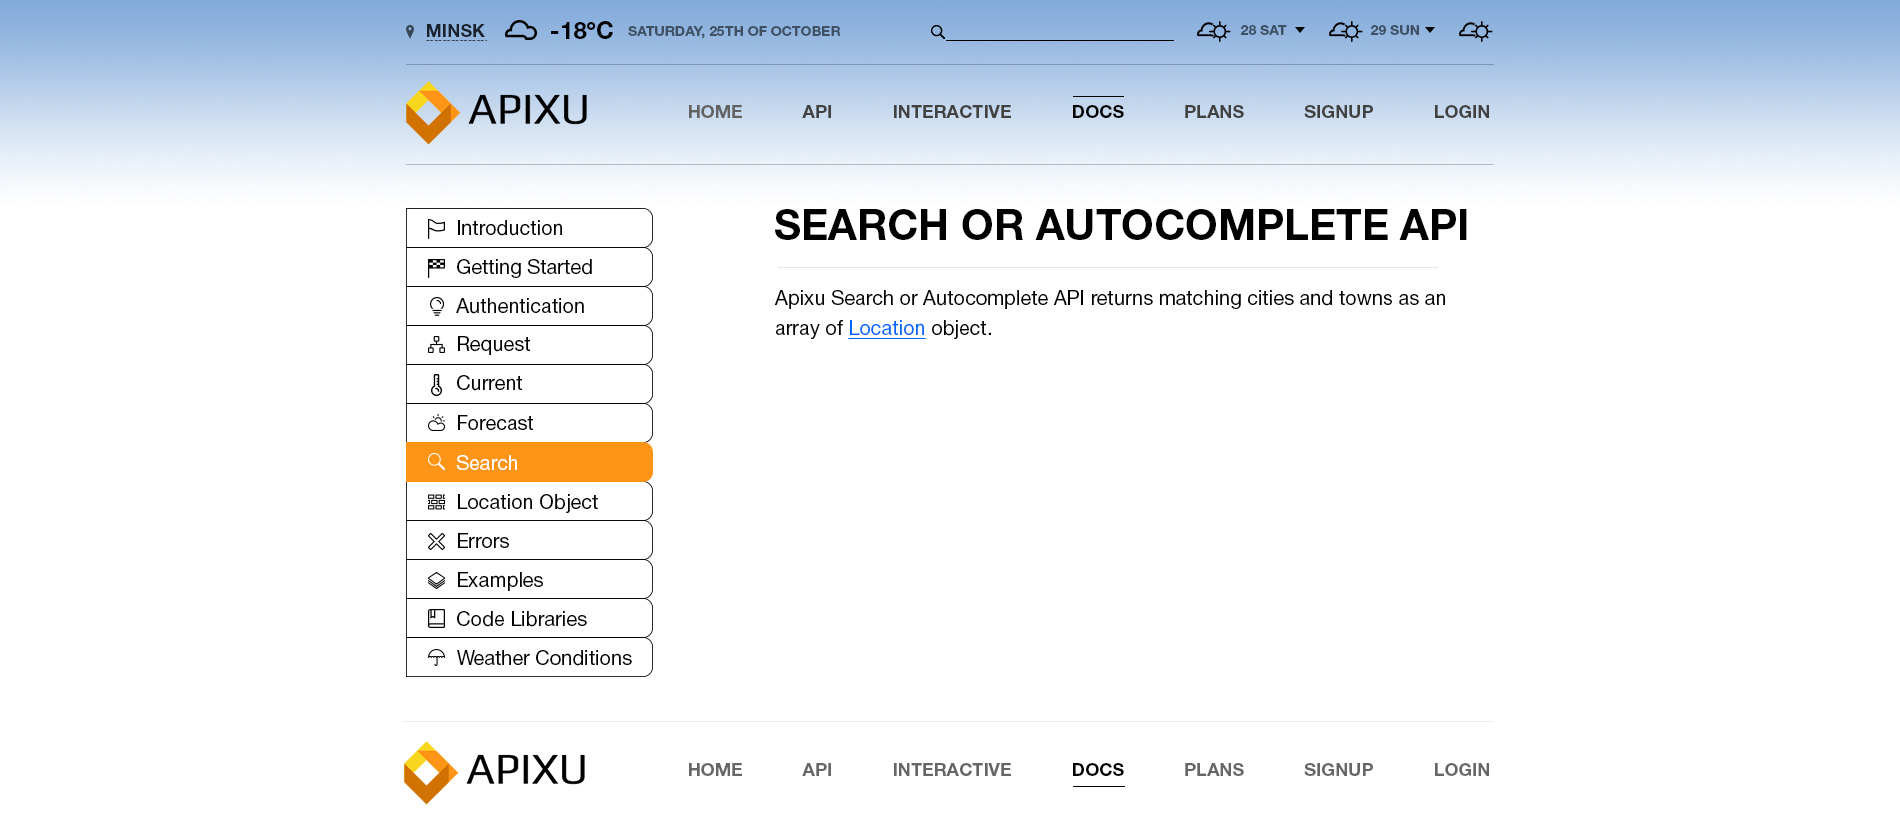 MINSK -18°C SATURDAY, 25TH OF OCTOBER 28 SAT 29 SUN
APIXU HOME API INTERACTIVE DOCS PLANS SIGNUP LOGIN
Introduction
Getting Started
Authentication
Request
Current
Forecast
Search
Location Object
Errors
Examples
Code Libraries
Weather Conditions
SEARCH OR AUTOCOMPLETE API
Apixu Search or Autocomplete API returns matching cities and towns as an
array of Location object.
APIXU HOME API INTERACTIVE DOCS PLANS SIGNUP LOGIN